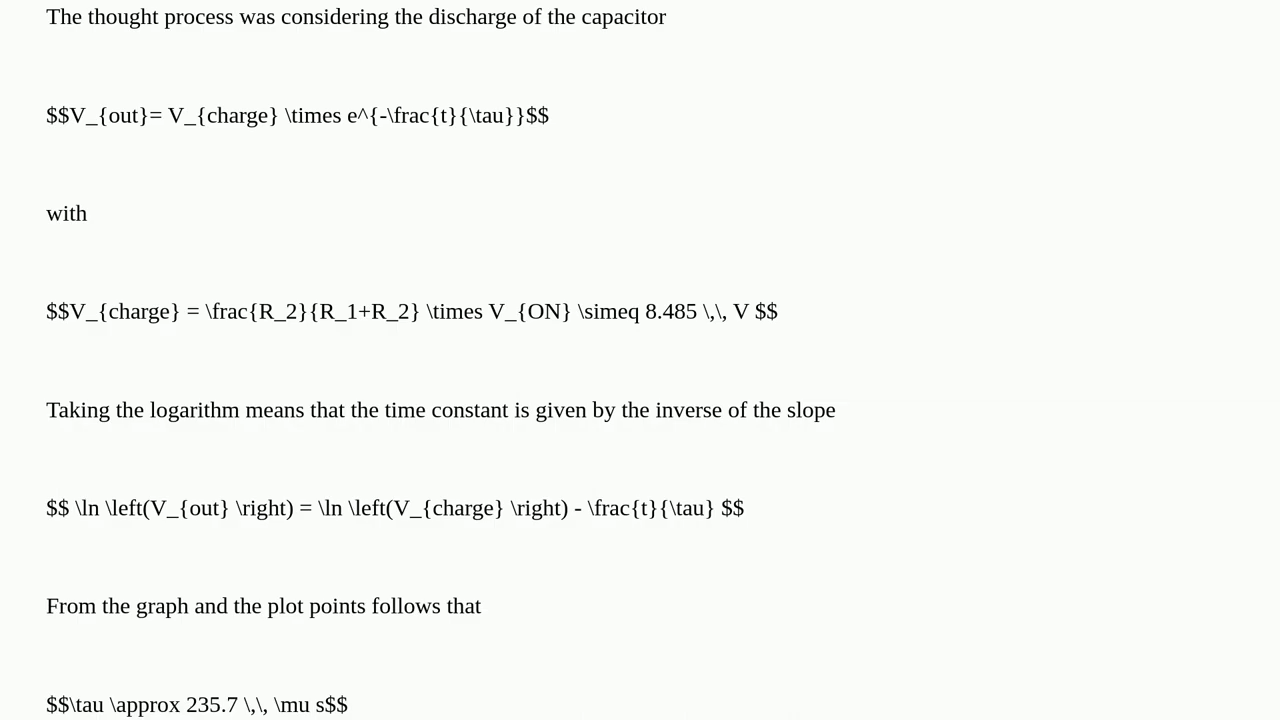 The thought process was considering the discharge of the capacitor
$$V_{out}= V_{charge} \times e^{-\frac{t}{\tau}}$$
with
$$V_{charge} = \frac{R_2}{R_1+R_2} \times V_{ON} \simeq 8.485 \,\, V $$
Taking the logarithm means that the time constant is given by the inverse of the slope
$$ \ln \left(V_{out} \right) = \ln \left(V_{charge} \right) - \frac{t}{\tau} $$
From the graph and the plot points follows that
$$\tau \approx 235.7 \,\, \mu s$$